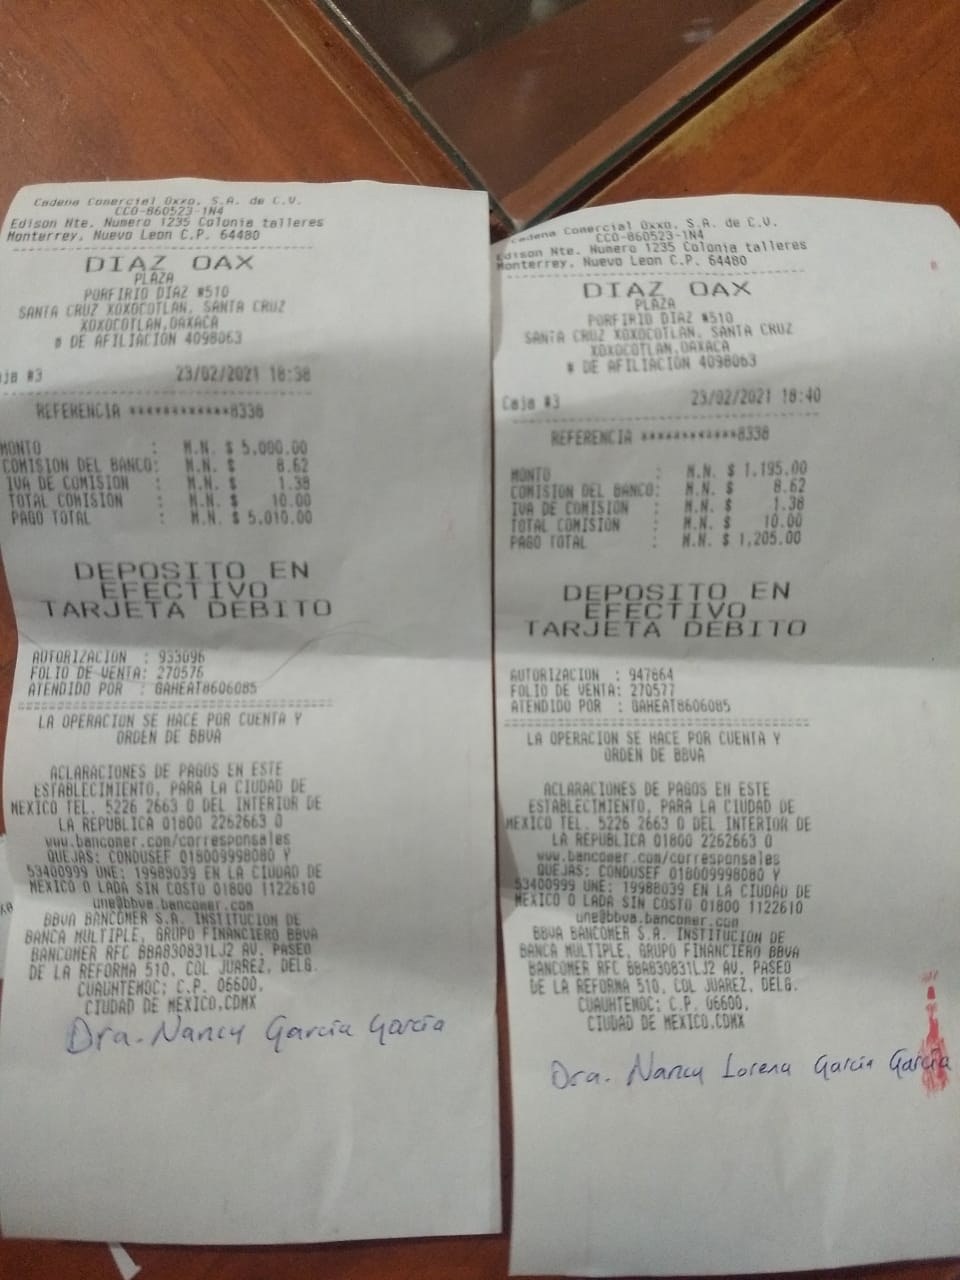 Cadena Comercial Oxxo, S.A. de C.V.
CCO-860523-1N4
Edison Nte. Numero 1235 Colonia talleres
Monterrey, Nuevo Leon C.P. 64480
DIAZ OAX
PLAZA
PORFIRIO DIAZ #510
SANTA CRUZ XOXOCOTLAN, SANTA CRUZ
XOXOCOTLAN,OAXACA
# DE AFILIACION 4098063
ja #3 23/02/2021 18:38
REFERENCIA ************8338
MONTO : M.N. $ 5,000.00
COMISION DEL BANCO: M.N. $ 8.62
IVA DE COMISION : M.N. $ 1.38
TOTAL COMISION : M.N. $ 10.00
PAGO TOTAL : M.N. $ 5,010.00
DEPOSITO EN
EFECTIVO
TARJETA DEBITO
AUTORIZACION : 933096
FOLIO DE VENTA: 270576
ATENDIDO POR : GAHEAT8606085
LA OPERACION SE HACE POR CUENTA Y
ORDEN DE BBVA
ACLARACIONES DE PAGOS EN ESTE
ESTABLECIMIENTO, PARA LA CIUDAD DE
MEXICO TEL. 5226 2663 O DEL INTERIOR DE
LA REPUBLICA 01800 2262663 O
www.bancomer.com/corresponsales
QUEJAS: CONDUSEF 018009998080 Y
53400999 UNE: 19988039 EN LA CIUDAD DE
MEXICO O LADA SIN COSTO 01800 1122610
une@bbva.bancomer.com
BBVA BANCOMER S.A. INSTITUCION DE
BANCA MULTIPLE, GRUPO FINANCIERO BBVA
BANCOMER RFC BBA830831LJ2 AV. PASEO
DE LA REFORMA 510, COL JUAREZ, DELG.
CUAUHTEMOC; C.P. 06600,
CIUDAD DE MEXICO,CDMX
Dra. Nancy García García
Cadena Comercial Oxxo, S.A. de C.V.
CCO-860523-1N4
Edison Nte. Numero 1235 Colonia talleres
Monterrey, Nuevo Leon C.P. 64480
DIAZ OAX
PLAZA
PORFIRIO DIAZ #510
SANTA CRUZ XOXOCOTLAN, SANTA CRUZ
XOXOCOTLAN,OAXACA
# DE AFILIACION 4098063
Caja #3 23/02/2021 18:40
REFERENCIA ************8338
MONTO : M.N. $ 1,195.00
COMISION DEL BANCO: M.N. $ 8.62
IVA DE COMISION : M.N. $ 1.38
TOTAL COMISION : M.N. $ 10.00
PAGO TOTAL : M.N. $ 1,205.00
DEPOSITO EN
EFECTIVO
TARJETA DEBITO
AUTORIZACION : 947664
FOLIO DE VENTA: 270577
ATENDIDO POR : GAHEAT8606085
LA OPERACION SE HACE POR CUENTA Y
ORDEN DE BBVA
ACLARACIONES DE PAGOS EN ESTE
ESTABLECIMIENTO, PARA LA CIUDAD DE
MEXICO TEL. 5226 2663 O DEL INTERIOR DE
LA REPUBLICA 01800 2262663 O
www.bancomer.com/corresponsales
QUEJAS: CONDUSEF 018009998080 Y
53400999 UNE: 19988039 EN LA CIUDAD DE
MEXICO O LADA SIN COSTO 01800 1122610
une@bbva.bancomer.com
BBVA BANCOMER S.A. INSTITUCION DE
BANCA MULTIPLE, GRUPO FINANCIERO BBVA
BANCOMER RFC BBA830831LJ2 AV. PASEO
DE LA REFORMA 510, COL JUAREZ, DELG.
CUAUHTEMOC; C.P. 06600,
CIUDAD DE MEXICO,CDMX
Dra. Nancy Lorena García García